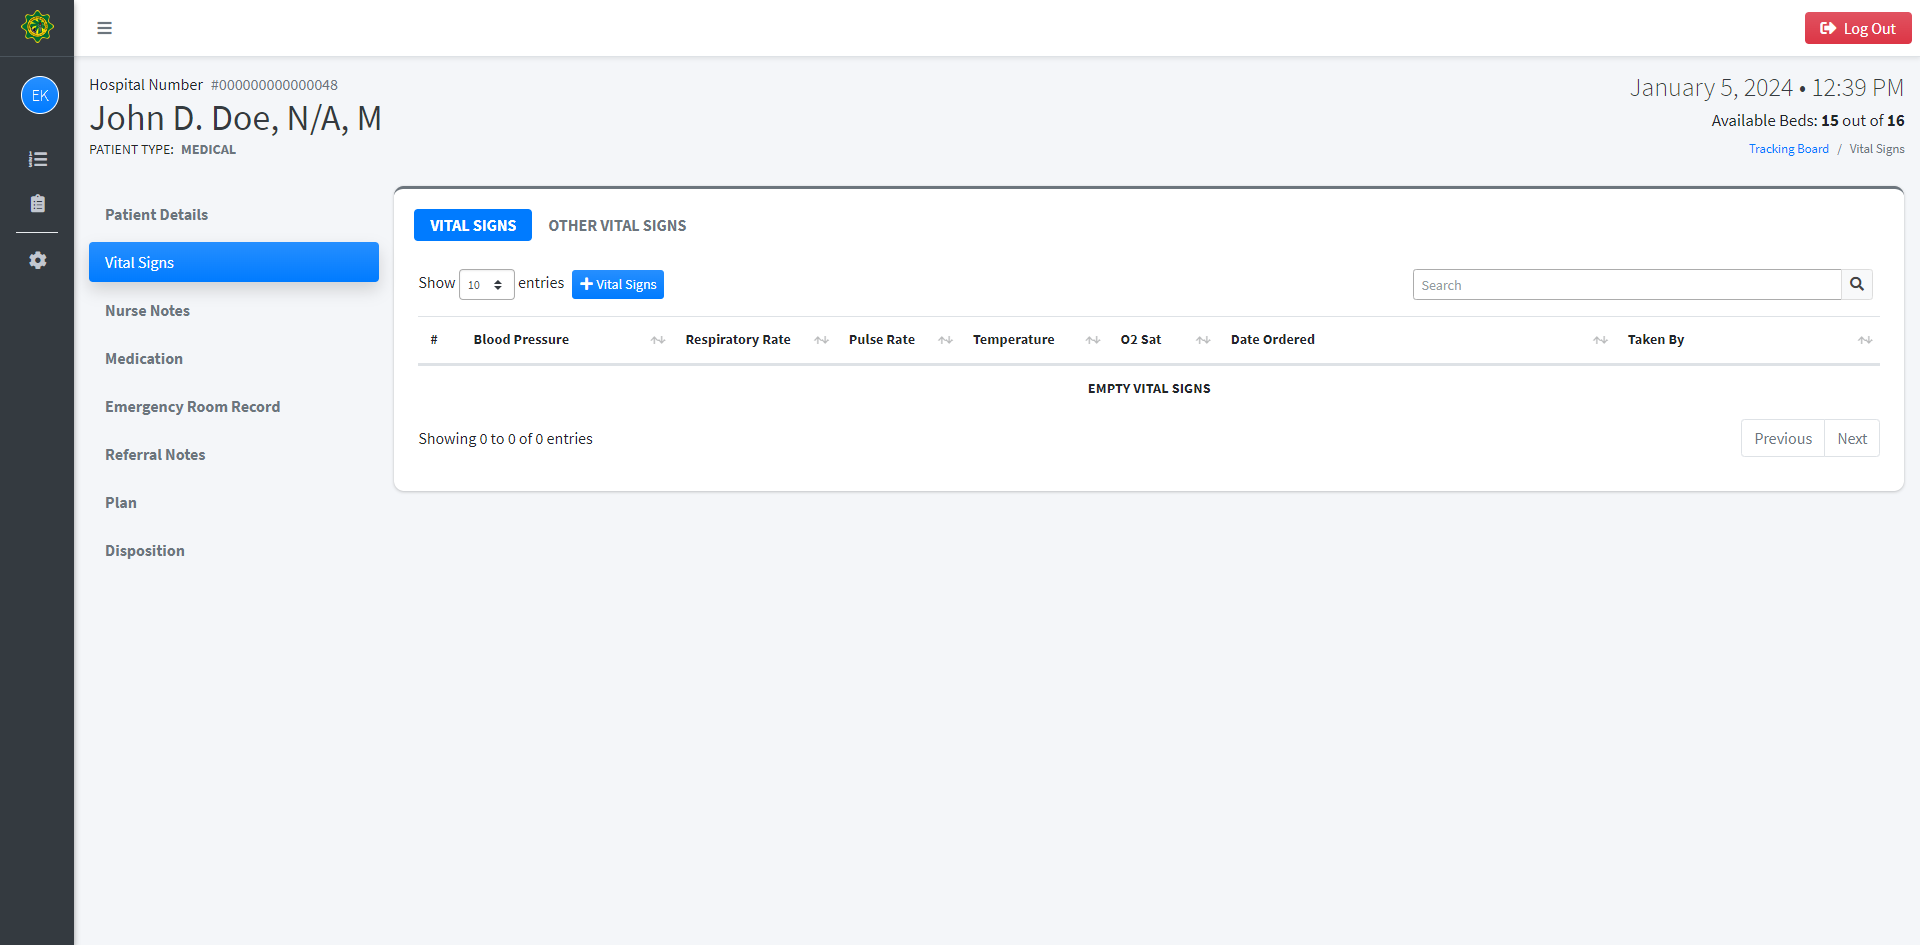 Log Out
EK
Hospital Number #000000000000048
John D. Doe, N/A, M
PATIENT TYPE: MEDICAL
January 5, 2024 • 12:39 PM
Available Beds: 15 out of 16
Tracking Board / Vital Signs
Patient Details
Vital Signs
Nurse Notes
Medication
Emergency Room Record
Referral Notes
Plan
Disposition
VITAL SIGNS OTHER VITAL SIGNS
Show 10 entries Vital Signs Search
# Blood Pressure Respiratory Rate Pulse Rate Temperature O2 Sat Date Ordered Taken By
EMPTY VITAL SIGNS
Showing 0 to 0 of 0 entries Previous Next